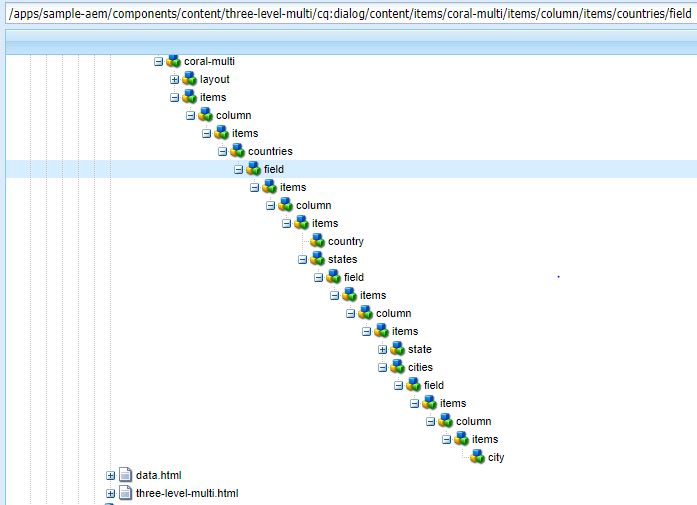 /apps/sample-aem/components/content/three-level-multi/cq:dialog/content/items/coral-multi/items/column/items/countries/field
coral-multi
layout
items
column
items
countries
field
items
column
items
country
states
field
items
column
items
state
cities
field
items
column
items
city
data.html
three-level-multi.html